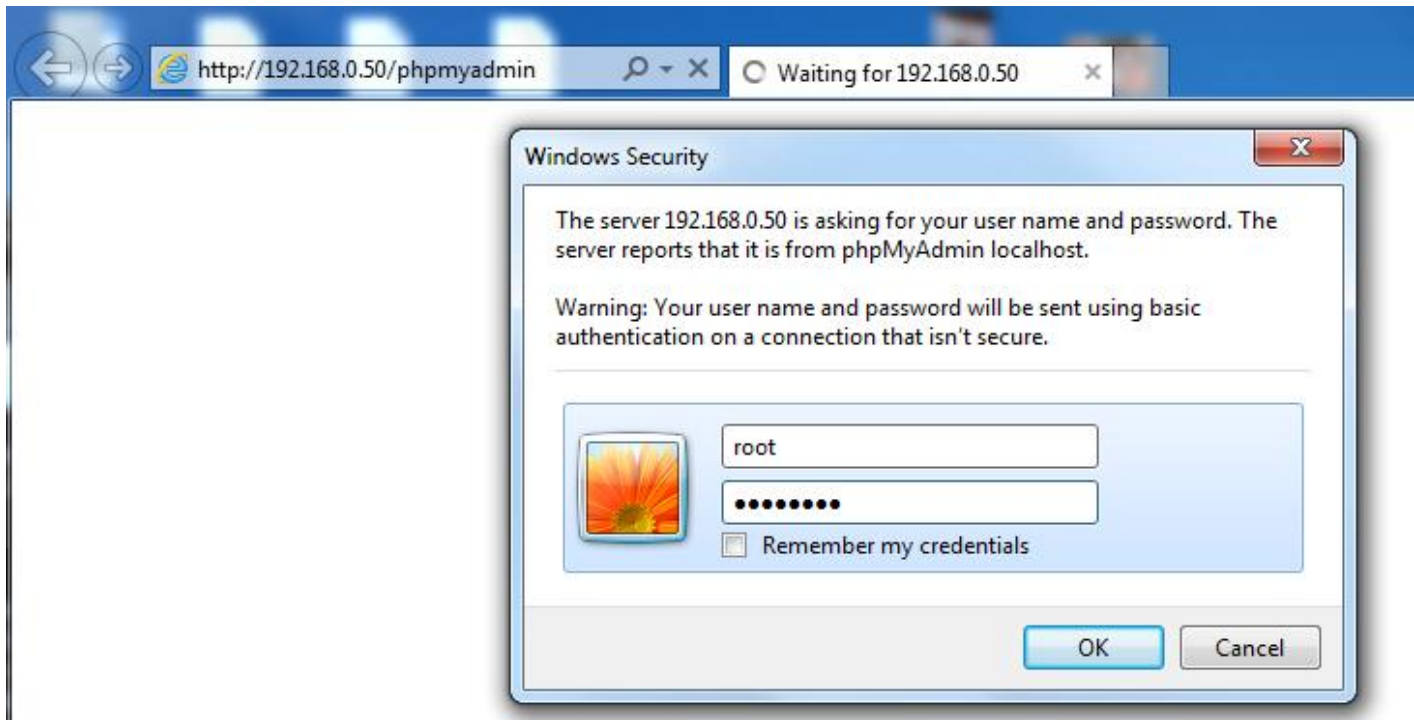 http://192.168.0.50/phpmyadmin
Waiting for 192.168.0.50
Windows Security
The server 192.168.0.50 is asking for your user name and password. The
server reports that it is from phpMyAdmin localhost.
Warning: Your user name and password will be sent using basic
authentication on a connection that isn't secure.
root
••••••••
Remember my credentials
OK
Cancel